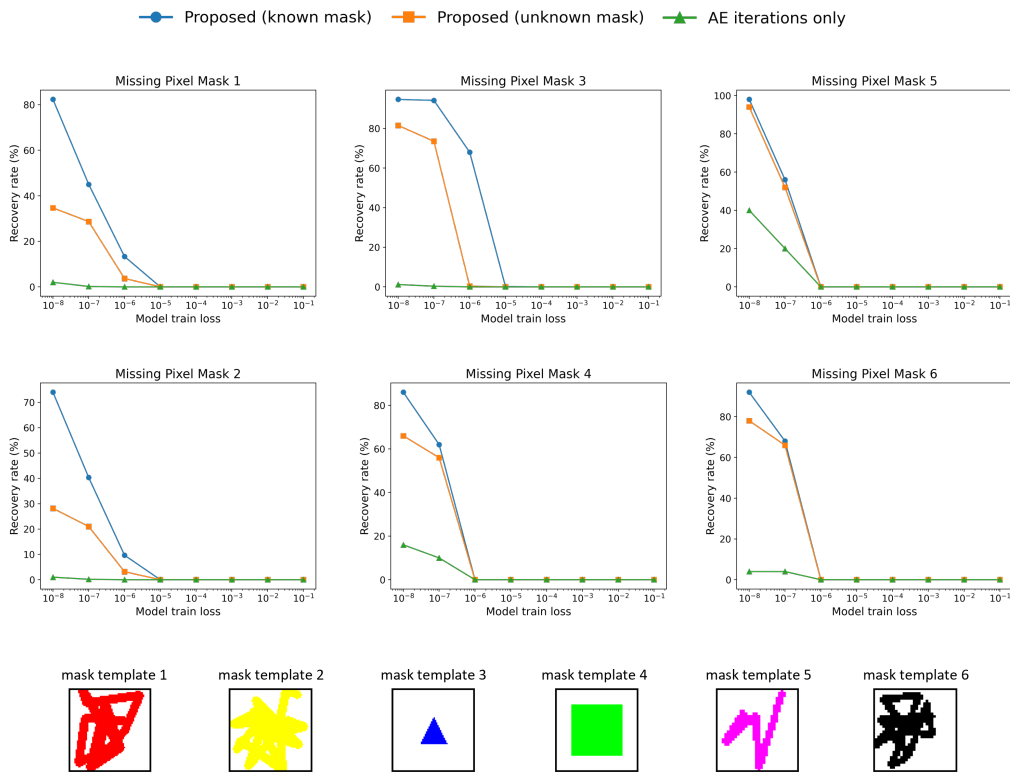 Proposed (known mask) Proposed (unknown mask) AE iterations only
Missing Pixel Mask 1
Recovery rate (%)
80
60
40
20
0
10⁻⁸ 10⁻⁷ 10⁻⁶ 10⁻⁵ 10⁻⁴ 10⁻³ 10⁻² 10⁻¹
Model train loss
Missing Pixel Mask 3
Recovery rate (%)
80
60
40
20
0
10⁻⁸ 10⁻⁷ 10⁻⁶ 10⁻⁵ 10⁻⁴ 10⁻³ 10⁻² 10⁻¹
Model train loss
Missing Pixel Mask 5
Recovery rate (%)
100
80
60
40
20
0
10⁻⁸ 10⁻⁷ 10⁻⁶ 10⁻⁵ 10⁻⁴ 10⁻³ 10⁻² 10⁻¹
Model train loss
Missing Pixel Mask 2
Recovery rate (%)
70
60
50
40
30
20
10
0
10⁻⁸ 10⁻⁷ 10⁻⁶ 10⁻⁵ 10⁻⁴ 10⁻³ 10⁻² 10⁻¹
Model train loss
Missing Pixel Mask 4
Recovery rate (%)
80
60
40
20
0
10⁻⁸ 10⁻⁷ 10⁻⁶ 10⁻⁵ 10⁻⁴ 10⁻³ 10⁻² 10⁻¹
Model train loss
Missing Pixel Mask 6
Recovery rate (%)
80
60
40
20
0
10⁻⁸ 10⁻⁷ 10⁻⁶ 10⁻⁵ 10⁻⁴ 10⁻³ 10⁻² 10⁻¹
Model train loss
mask template 1 mask template 2 mask template 3 mask template 4 mask template 5 mask template 6